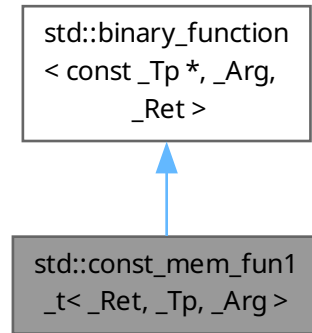 std::binary_function
< const _Tp *, _Arg,
_Ret >
std::const_mem_fun1
_t< _Ret, _Tp, _Arg >